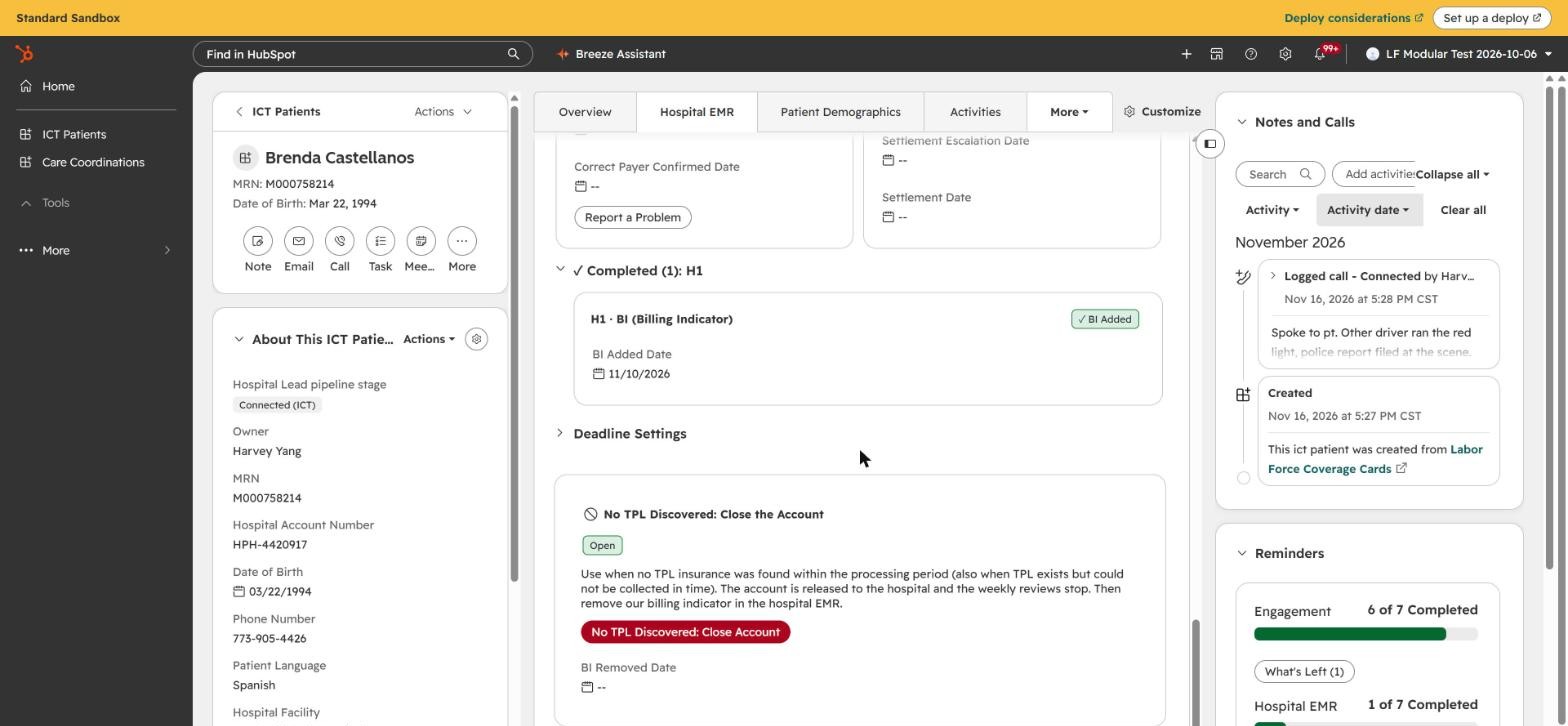 Standard Sandbox
Deploy considerations
Set up a deploy
Find in HubSpot
Breeze Assistant
99+
LF Modular Test 2026-10-06
Home
ICT Patients
Care Coordinations
Tools
More
ICT Patients
Actions
Brenda Castellanos
MRN: M000758214
Date of Birth: Mar 22, 1994
Note
Email
Call
Task
Mee...
More
About This ICT Patie...
Actions
Hospital Lead pipeline stage
Connected (ICT)
Owner
Harvey Yang
MRN
M000758214
Hospital Account Number
HPH-4420917
Date of Birth
03/22/1994
Phone Number
773-905-4426
Patient Language
Spanish
Hospital Facility
Overview
Hospital EMR
Patient Demographics
Activities
More
Customize
Correct Payer Confirmed Date
--
Report a Problem
Settlement Escalation Date
--
Settlement Date
--
✓ Completed (1): H1
H1 · BI (Billing Indicator)
✓ BI Added
BI Added Date
11/10/2026
Deadline Settings
No TPL Discovered: Close the Account
Open
Use when no TPL insurance was found within the processing period (also when TPL exists but could
not be collected in time). The account is released to the hospital and the weekly reviews stop. Then
remove our billing indicator in the hospital EMR.
No TPL Discovered: Close Account
BI Removed Date
--
Notes and Calls
Search
Add activities
Collapse all
Activity
Activity date
Clear all
November 2026
Logged call - Connected by Harv...
Nov 16, 2026 at 5:28 PM CST
Spoke to pt. Other driver ran the red
light, police report filed at the scene.
Created
Nov 16, 2026 at 5:27 PM CST
This ict patient was created from Labor
Force Coverage Cards
Reminders
Engagement
6 of 7 Completed
What's Left (1)
Hospital EMR
1 of 7 Completed